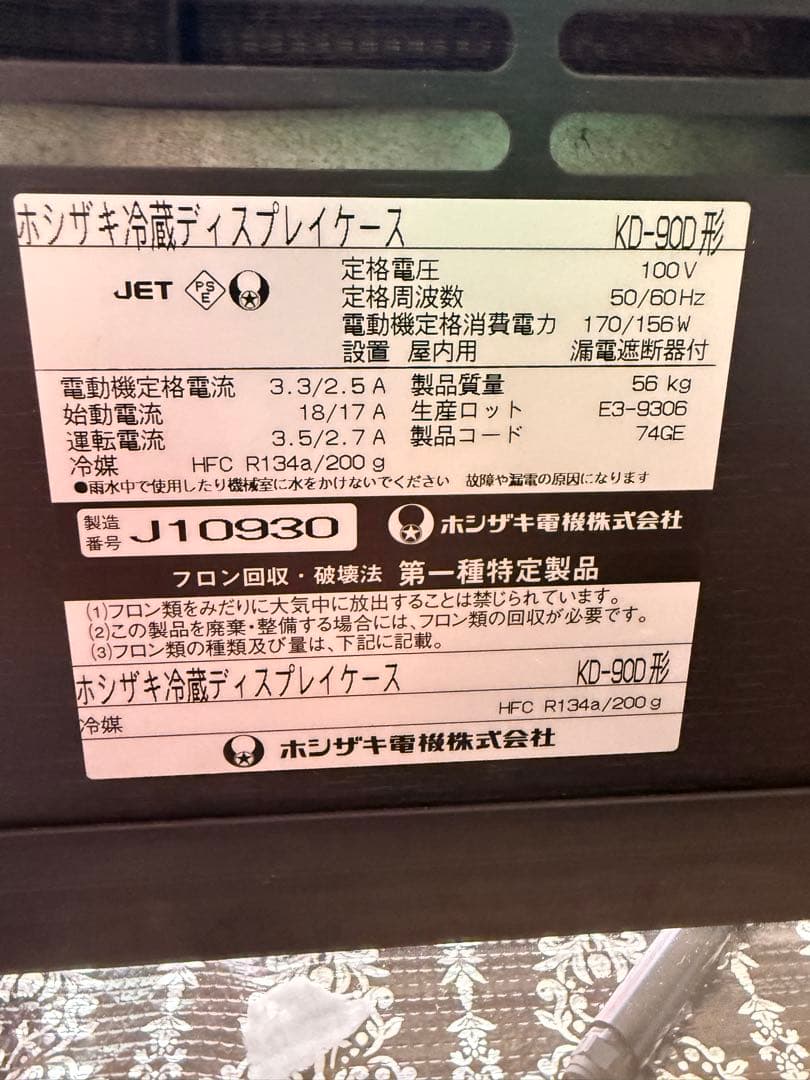 ホシザキ冷蔵ディスプレイケース KD-90D形
JET PSE 定格電圧 100V
定格周波数 50/60Hz
電動機定格消費電力 170/156W
設置 屋内用 漏電遮断器付
電動機定格電流 3.3/2.5A 製品質量 56kg
始動電流 18/17A 生産ロット E3-9306
運転電流 3.5/2.7A 製品コード 74GE
冷媒 HFC R134a/200g
●雨水中で使用したり機械室に水をかけないでください 故障や漏電の原因になります
製造番号 J10930 ホシザキ電機株式会社
フロン回収・破壊法 第一種特定製品
(1)フロン類をみだりに大気中に放出することは禁じられています。
(2)この製品を廃棄・整備する場合には、フロン類の回収が必要です。
(3)フロン類の種類及び量は、下記に記載。
ホシザキ冷蔵ディスプレイケース KD-90D形
冷媒 HFC R134a/200g
ホシザキ電機株式会社